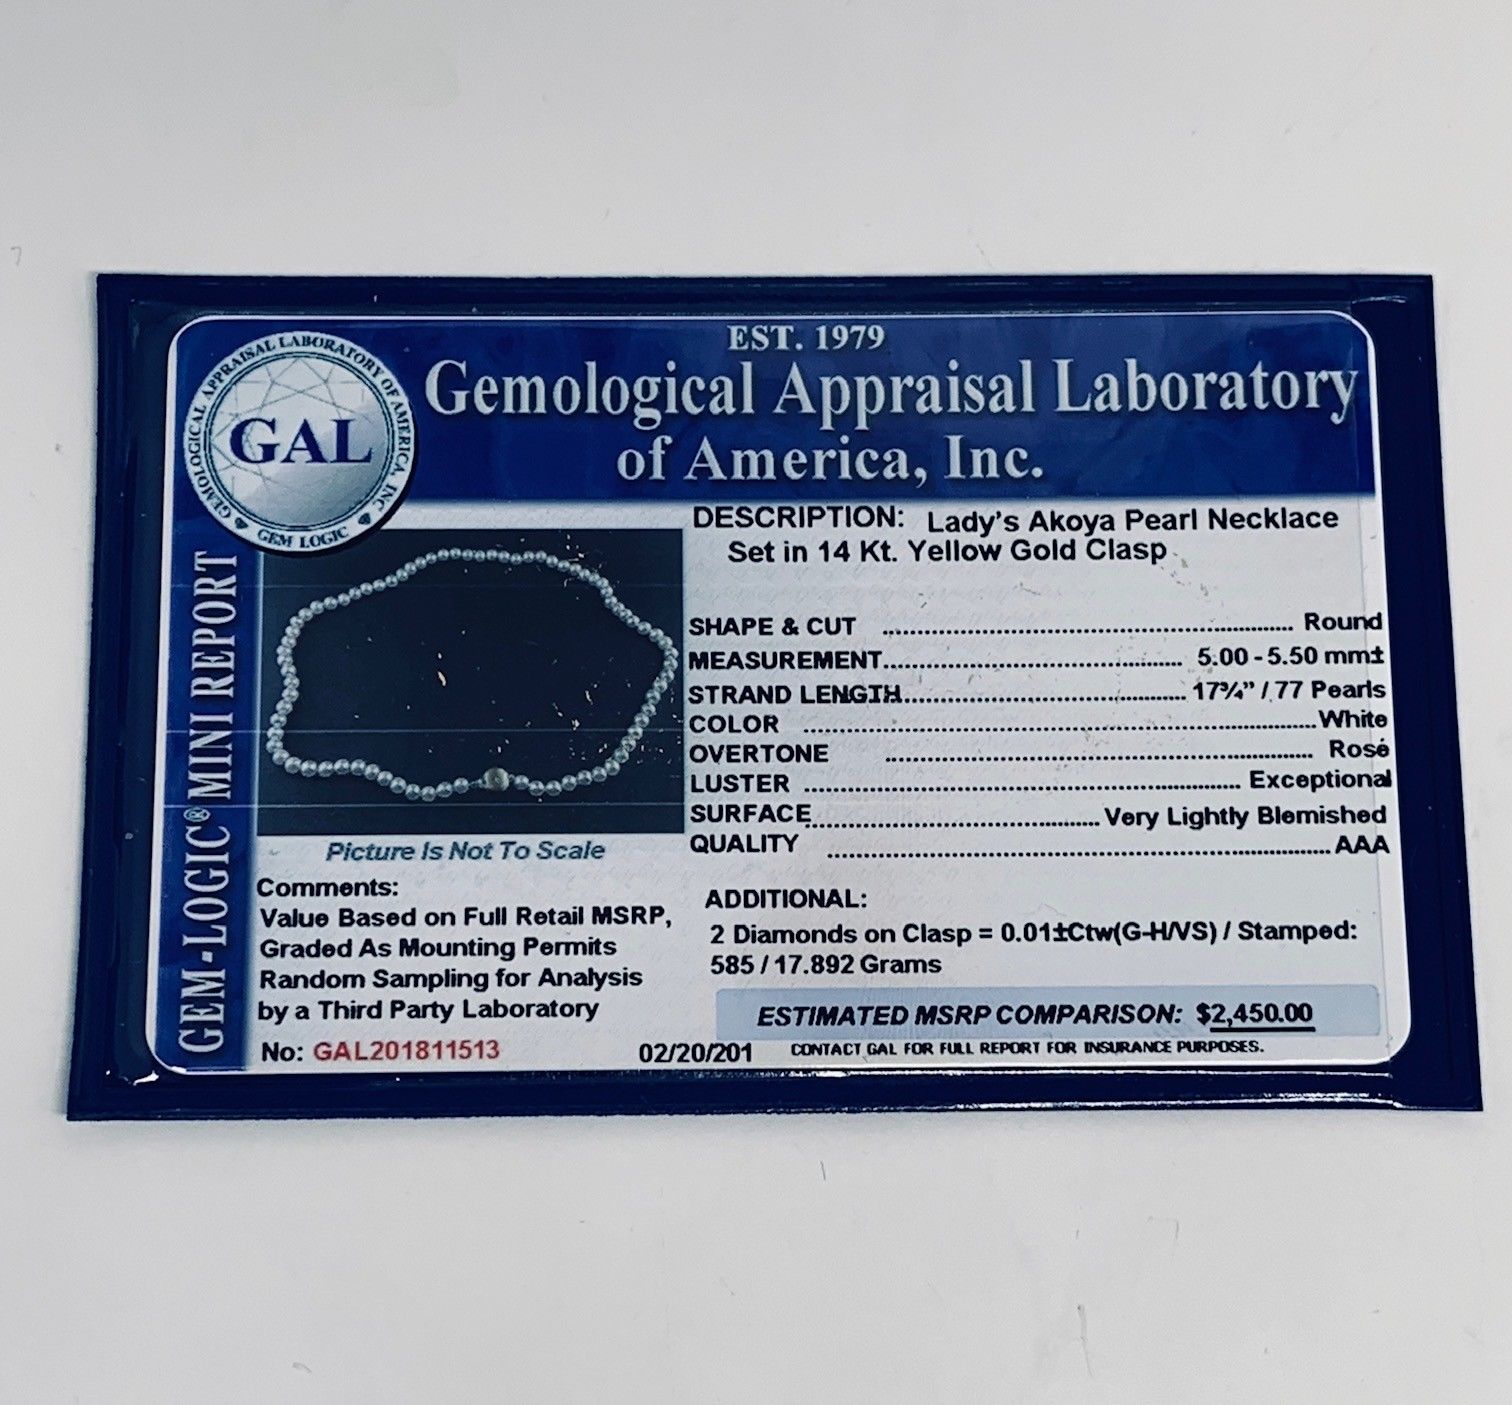 EST. 1979
Gemological Appraisal Laboratory
of America, Inc.
GEMOLOGICAL APPRAISAL LABORATORY OF AMERICA, INC
GAL
GEM LOGIC
GEM-LOGIC® MINI REPORT
DESCRIPTION: Lady's Akoya Pearl Necklace
Set in 14 Kt. Yellow Gold Clasp
SHAPE & CUT ........ Round
MEASUREMENT........ 5.00 - 5.50 mm±
STRAND LENGTH........ 17¾" / 77 Pearls
COLOR ........ White
OVERTONE ........ Rosé
LUSTER ........ Exceptional
SURFACE........ Very Lightly Blemished
QUALITY ........ AAA
Picture Is Not To Scale
Comments:
Value Based on Full Retail MSRP,
Graded As Mounting Permits
Random Sampling for Analysis
by a Third Party Laboratory
No: GAL201811513
02/20/201
ADDITIONAL:
2 Diamonds on Clasp = 0.01±Ctw(G-H/VS) / Stamped:
585 / 17.892 Grams
ESTIMATED MSRP COMPARISON: $2,450.00
CONTACT GAL FOR FULL REPORT FOR INSURANCE PURPOSES.